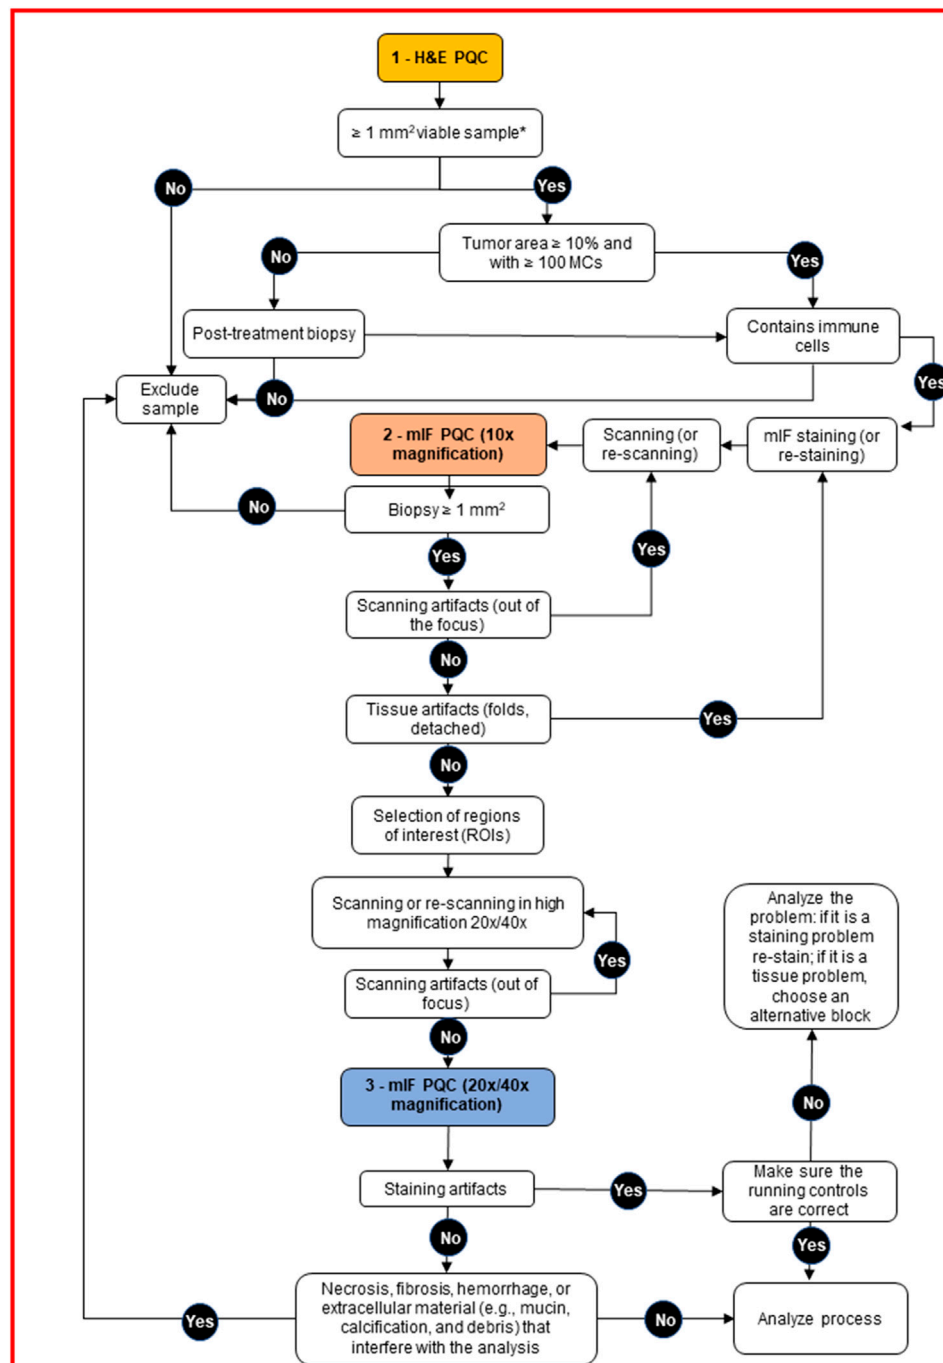 1 - H&E PQC
≥ 1 mm² viable sample*
No
Yes
Tumor area ≥ 10% and
with ≥ 100 MCs
No
Yes
Post-treatment biopsy
Contains immune
cells
Yes
Exclude
sample
No
2 - mIF PQC (10x
magnification)
Scanning (or
re-scanning)
mIF staining (or
re-staining)
No
Biopsy ≥ 1 mm²
Yes
Yes
Scanning artifacts (out of
the focus)
No
Tissue artifacts (folds,
detached)
Yes
No
Selection of regions
of interest (ROIs)
Scanning or re-scanning in high
magnification 20x/40x
Yes
Scanning artifacts (out of
focus)
No
Analyze the
problem: if it is a
staining problem
re-stain; if it is a
tissue problem,
choose an
alternative block
3 - mIF PQC (20x/40x
magnification)
No
Staining artifacts
Yes
Make sure the
running controls
are correct
No
Yes
Necrosis, fibrosis, hemorrhage, or
extracellular material (e.g., mucin,
calcification, and debris) that
interfere with the analysis
Yes
No
Analyze process